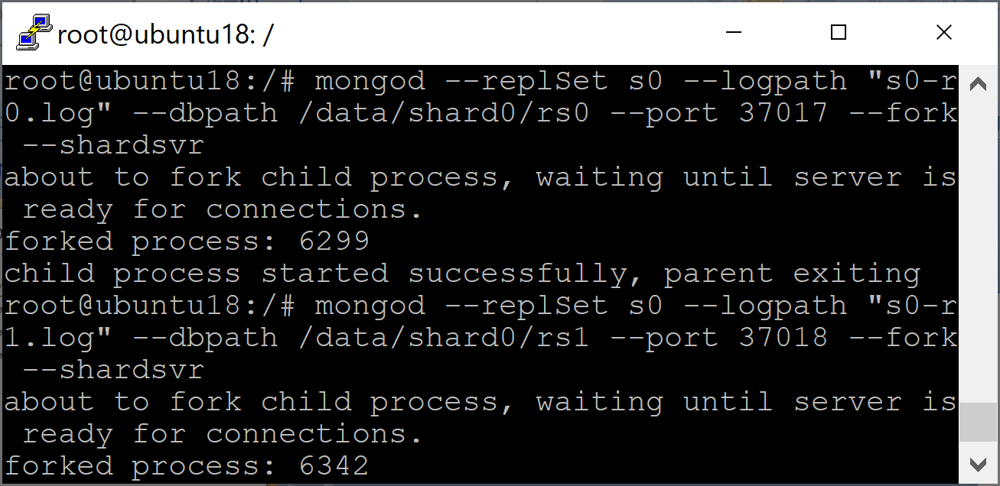 root@ubuntu18: /
root@ubuntu18:/# mongod --replSet s0 --logpath "s0-r
0.log" --dbpath /data/shard0/rs0 --port 37017 --fork
 --shardsvr
about to fork child process, waiting until server is
 ready for connections.
forked process: 6299
child process started successfully, parent exiting
root@ubuntu18:/# mongod --replSet s0 --logpath "s0-r
1.log" --dbpath /data/shard0/rs1 --port 37018 --fork
 --shardsvr
about to fork child process, waiting until server is
 ready for connections.
forked process: 6342